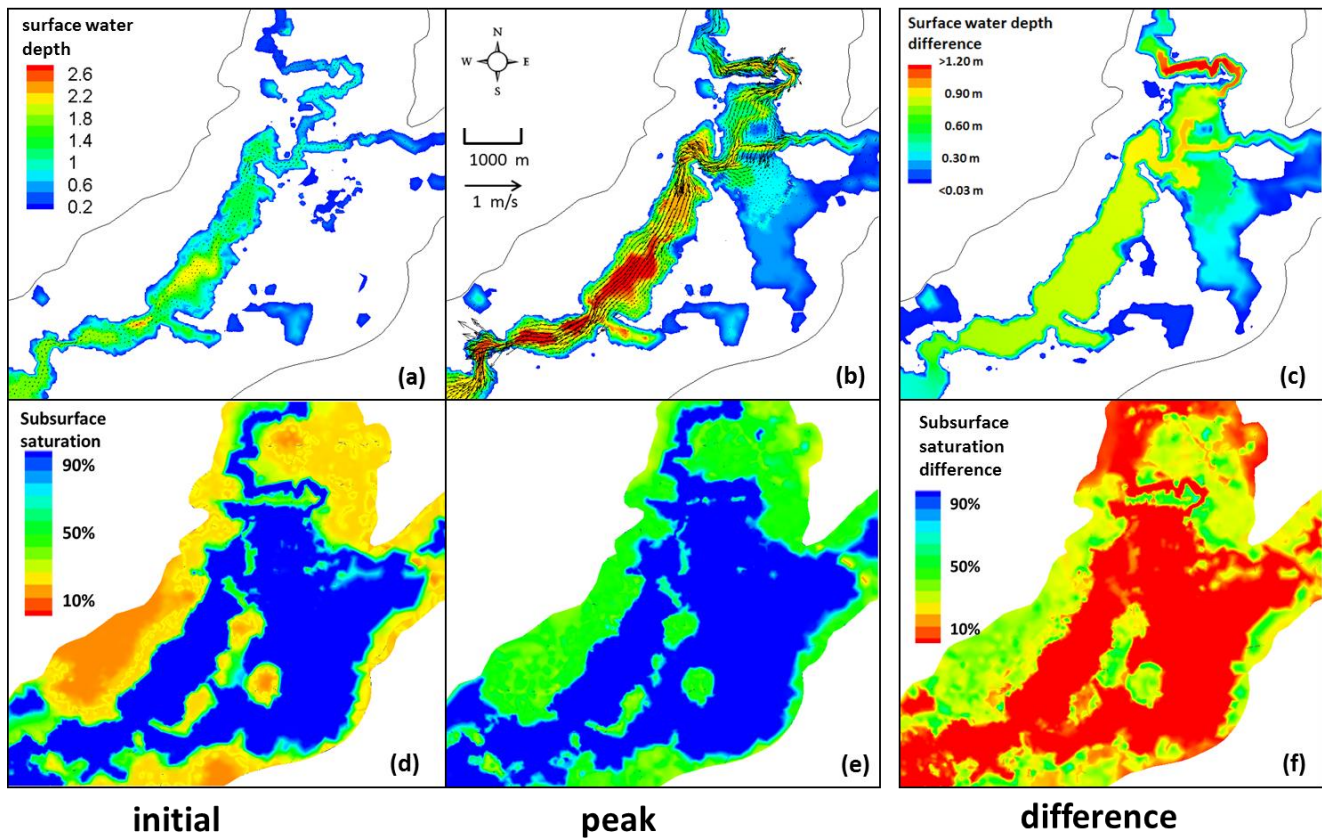 surface water
depth
2.6
2.2
1.8
1.4
1
0.6
0.2
(a)
N
W E
S
1000 m
1 m/s
(b)
Surface water depth
difference
>1.20 m
0.90 m
0.60 m
0.30 m
<0.03 m
(c)
Subsurface
saturation
90%
50%
10%
(d)
(e)
Subsurface
saturation
difference
90%
50%
10%
(f)
initial
peak
difference